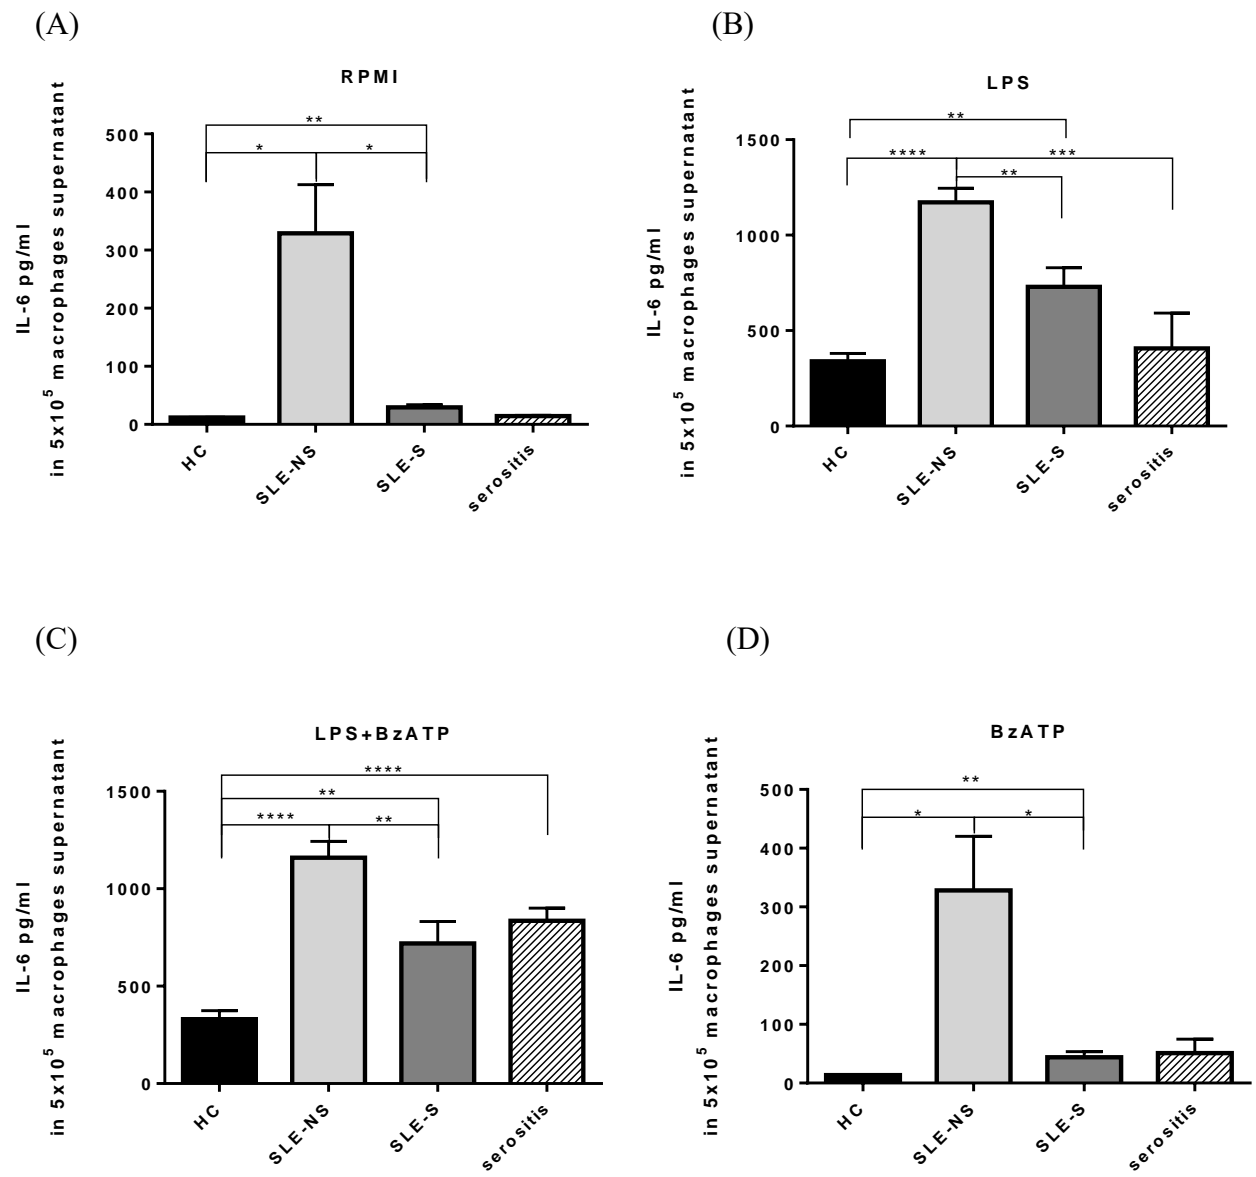 (A)
RPMI
IL-6 pg/ml
in 5x10⁵ macrophages supernatant
500
400
300
200
100
0
**
*
*
HC
SLE-NS
SLE-S
serositis
(B)
LPS
IL-6 pg/ml
in 5x10⁵ macrophages supernatant
1500
1000
500
0
**
****
***
**
HC
SLE-NS
SLE-S
serositis
(C)
LPS+BzATP
IL-6 pg/ml
in 5x10⁵ macrophages supernatant
1500
1000
500
0
****
**
****
**
HC
SLE-NS
SLE-S
serositis
(D)
BzATP
IL-6 pg/ml
in 5x10⁵ macrophages supernatant
500
400
300
200
100
0
**
*
*
HC
SLE-NS
SLE-S
serositis